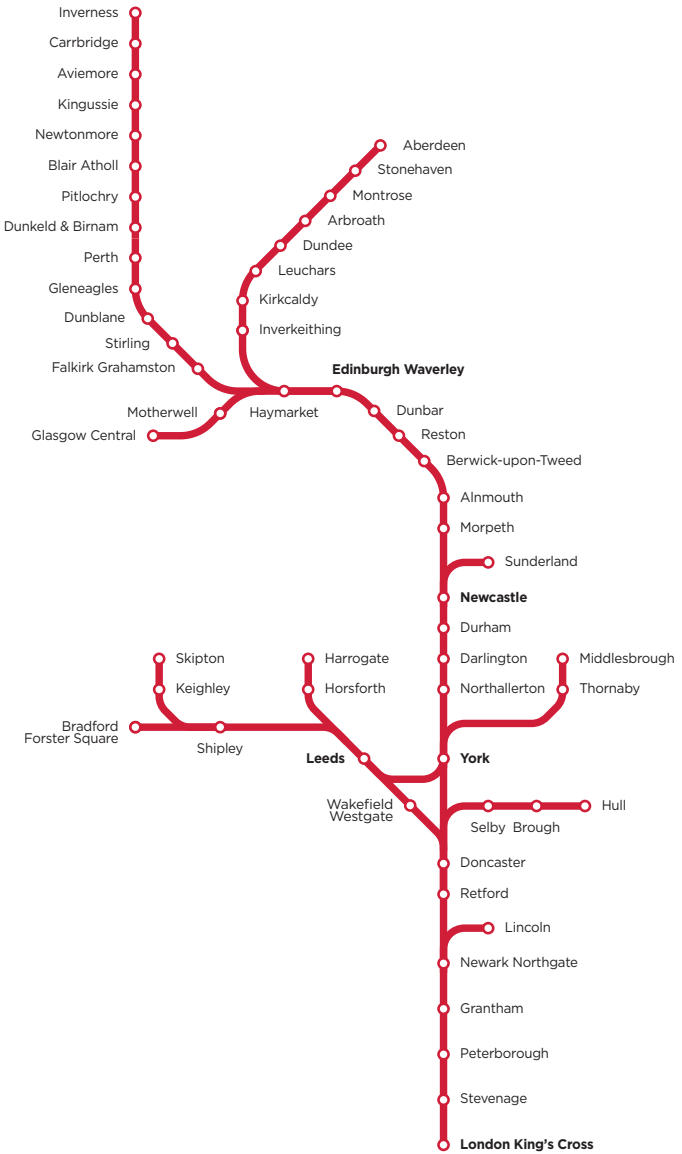 Inverness
Carrbridge
Aviemore
Kingussie
Newtonmore
Blair Atholl
Pitlochry
Dunkeld & Birnam
Perth
Gleneagles
Dunblane
Stirling
Falkirk Grahamston
Motherwell
Glasgow Central
Aberdeen
Stonehaven
Montrose
Arbroath
Dundee
Leuchars
Kirkcaldy
Inverkeithing
Edinburgh Waverley
Haymarket
Dunbar
Reston
Berwick-upon-Tweed
Alnmouth
Morpeth
Sunderland
Newcastle
Durham
Darlington
Northallerton
Middlesbrough
Thornaby
Skipton
Keighley
Bradford
Forster Square
Shipley
Harrogate
Horsforth
Leeds
York
Wakefield
Westgate
Selby
Brough
Hull
Doncaster
Retford
Lincoln
Newark Northgate
Grantham
Peterborough
Stevenage
London King's Cross